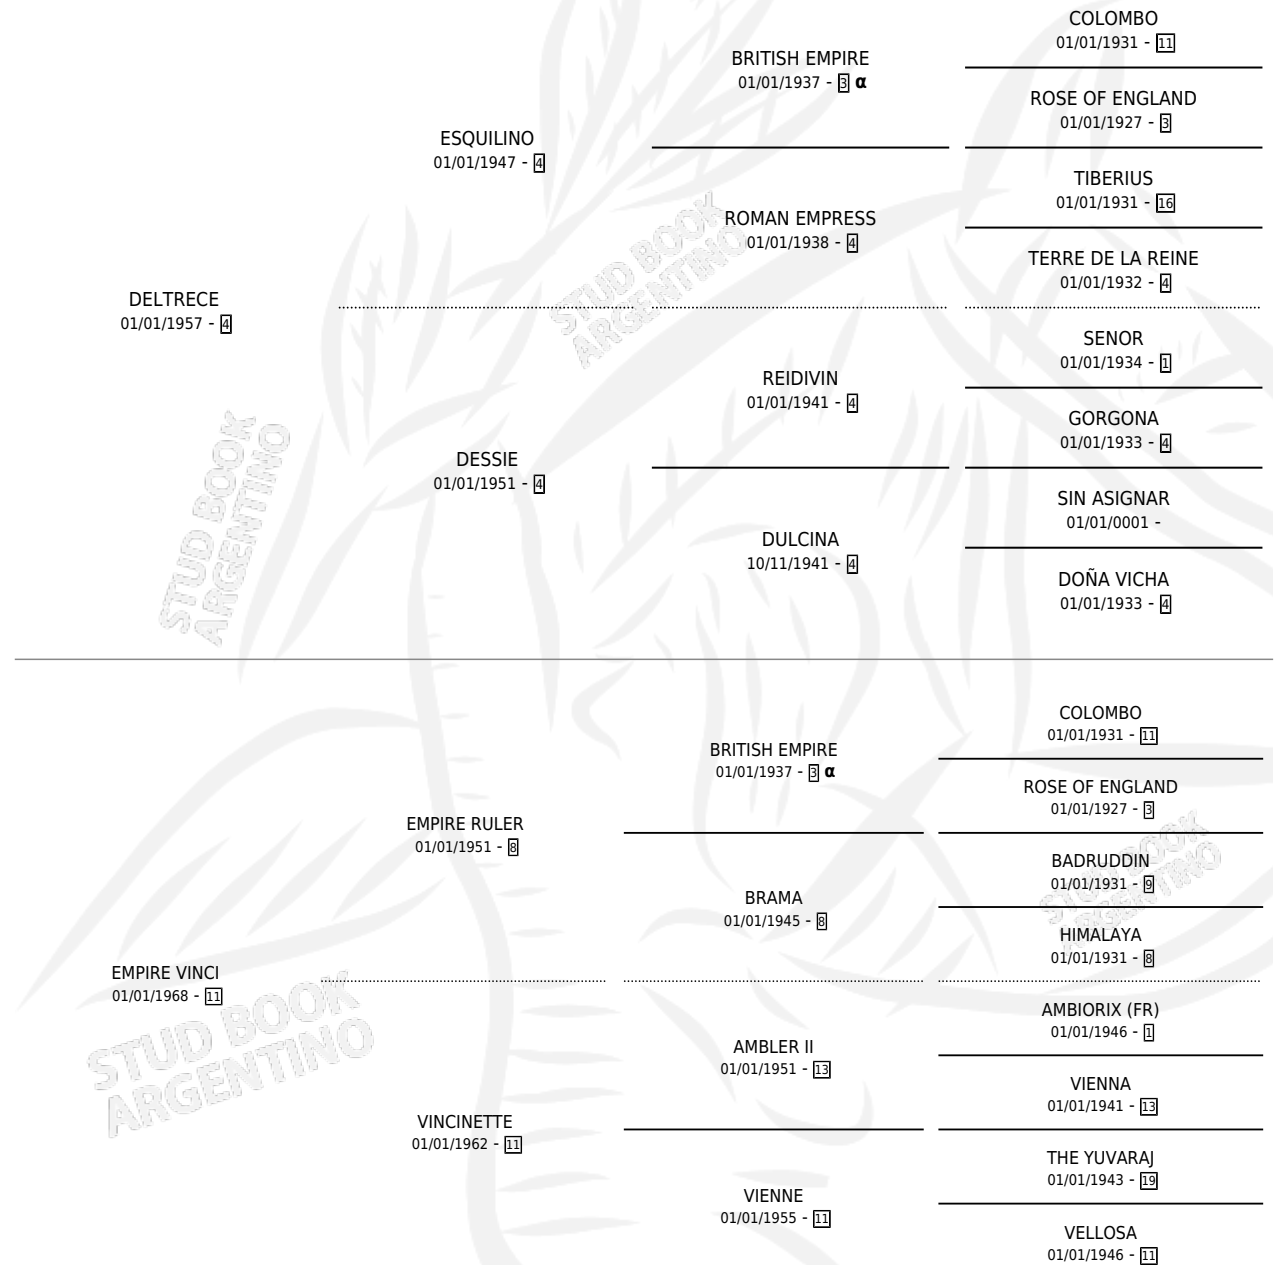 COLOMBO
01/01/1931 - 11
BRITISH EMPIRE
01/01/1937 - 3 α
ROSE OF ENGLAND
01/01/1927 - 3
ESQUILINO
01/01/1947 - 4
TIBERIUS
01/01/1931 - 16
ROMAN EMPRESS
01/01/1938 - 4
TERRE DE LA REINE
01/01/1932 - 4
DELTRECE
01/01/1957 - 4
SENOR
01/01/1934 - 1
REIDIVIN
01/01/1941 - 4
GORGONA
01/01/1933 - 4
DESSIE
01/01/1951 - 4
SIN ASIGNAR
01/01/0001 -
DULCINA
10/11/1941 - 4
DOÑA VICHA
01/01/1933 - 4
STUD BOOK
ARGENTINO
STUD BOOK
ARGENTINO
COLOMBO
01/01/1931 - 11
BRITISH EMPIRE
01/01/1937 - 3 α
ROSE OF ENGLAND
01/01/1927 - 3
EMPIRE RULER
01/01/1951 - 8
BADRUDDIN
01/01/1931 - 9
BRAMA
01/01/1945 - 8
HIMALAYA
01/01/1931 - 8
EMPIRE VINCI
01/01/1968 - 11
AMBIORIX (FR)
01/01/1946 - 1
AMBLER II
01/01/1951 - 13
VIENNA
01/01/1941 - 13
VINCINETTE
01/01/1962 - 11
THE YUVARAJ
01/01/1943 - 19
VIENNE
01/01/1955 - 11
VELLOSA
01/01/1946 - 11
STUD BOOK
ARGENTINO
STUD BOOK
ARGENTINO